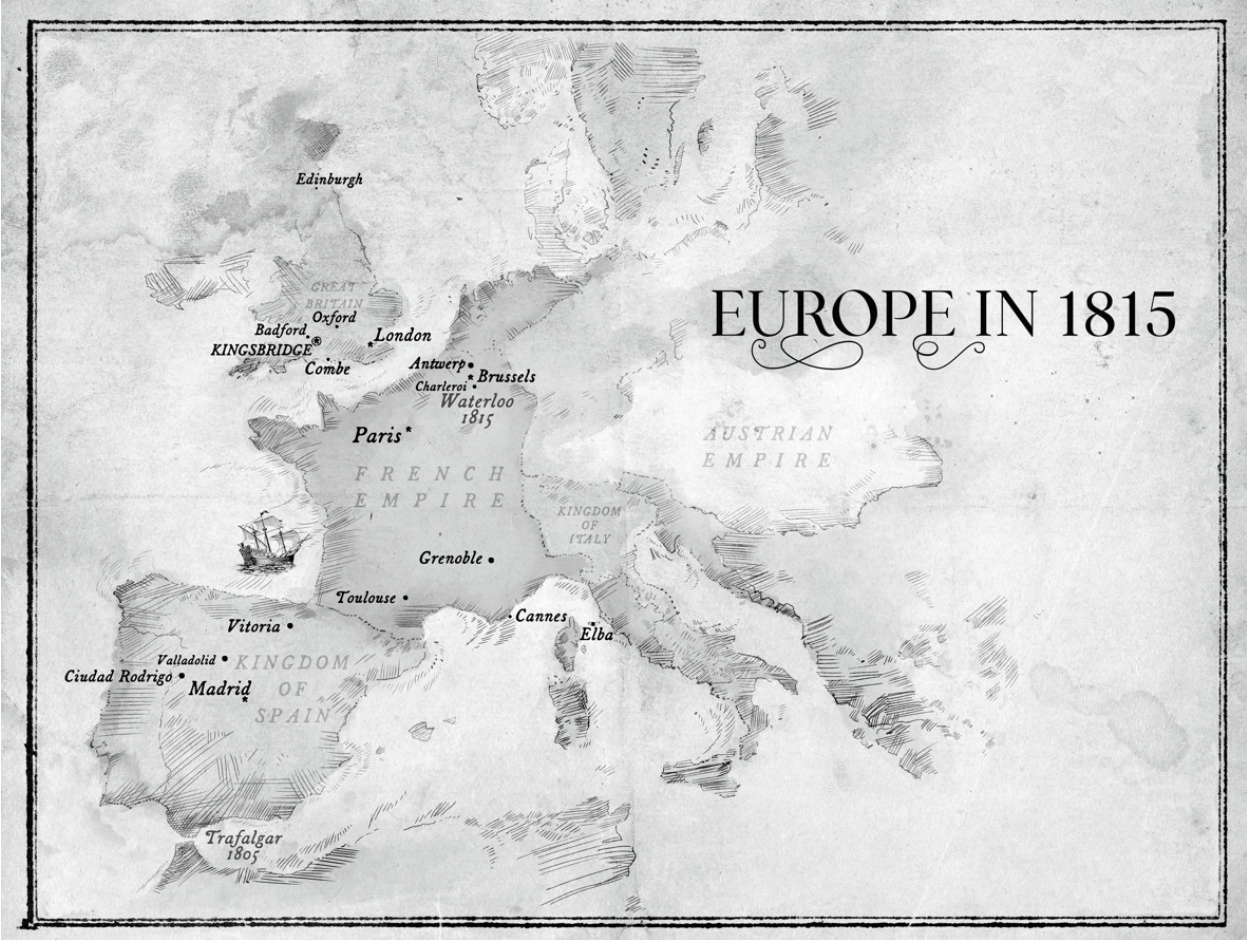 EUROPE IN 1815
Edinburgh
GREAT
BRITAIN
Oxford
Badford
KINGSBRIDGE
London
Combe
Antwerp
Brussels
Charleroi
Waterloo
1815
Paris
FRENCH
EMPIRE
AUSTRIAN
EMPIRE
KINGDOM
OF
ITALY
Grenoble
Toulouse
Cannes
Elba
Vitoria
Valladolid
Ciudad Rodrigo
Madrid
KINGDOM
OF
SPAIN
Trafalgar
1805